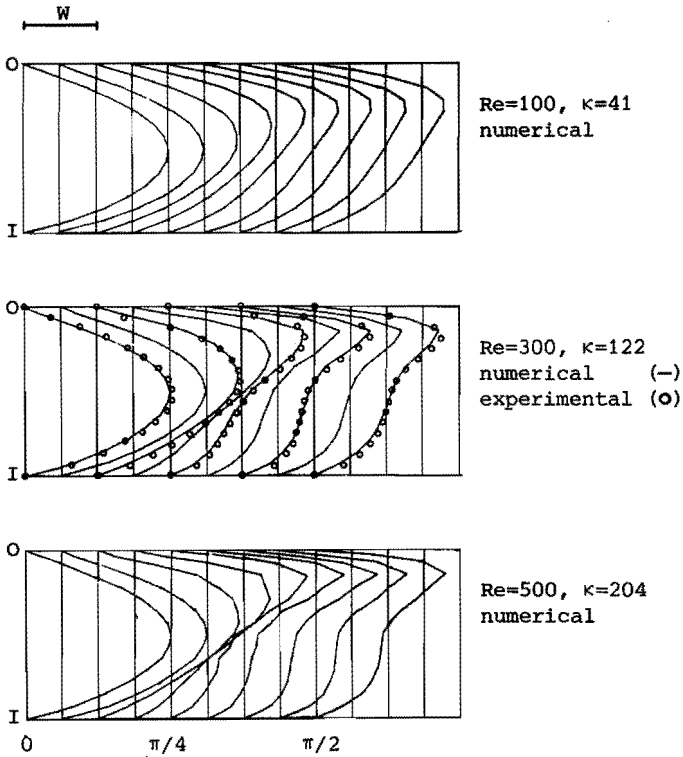 W
O
Re=100, κ=41
numerical
I
O
Re=300, κ=122
numerical (—)
experimental (o)
I
O
Re=500, κ=204
numerical
I
0 π/4 π/2